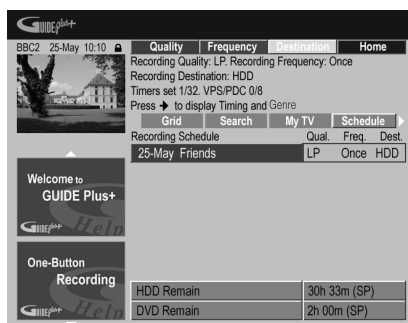 GUIDE Plus+
BBC2 25-May 10:10
Quality Frequency Destination Home
Recording Quality: LP. Recording Frequency: Once
Recording Destination: HDD
Timers set 1/32. VPS/PDC 0/8
Press to display Timing and Genre
Grid Search My TV Schedule
Recording Schedule Qual. Freq. Dest.
25-May Friends LP Once HDD
Welcome to
GUIDE Plus+
GUIDE Plus+ Help
One-Button
Recording
GUIDE Plus+ Help
HDD Remain 30h 33m (SP)
DVD Remain 2h 00m (SP)